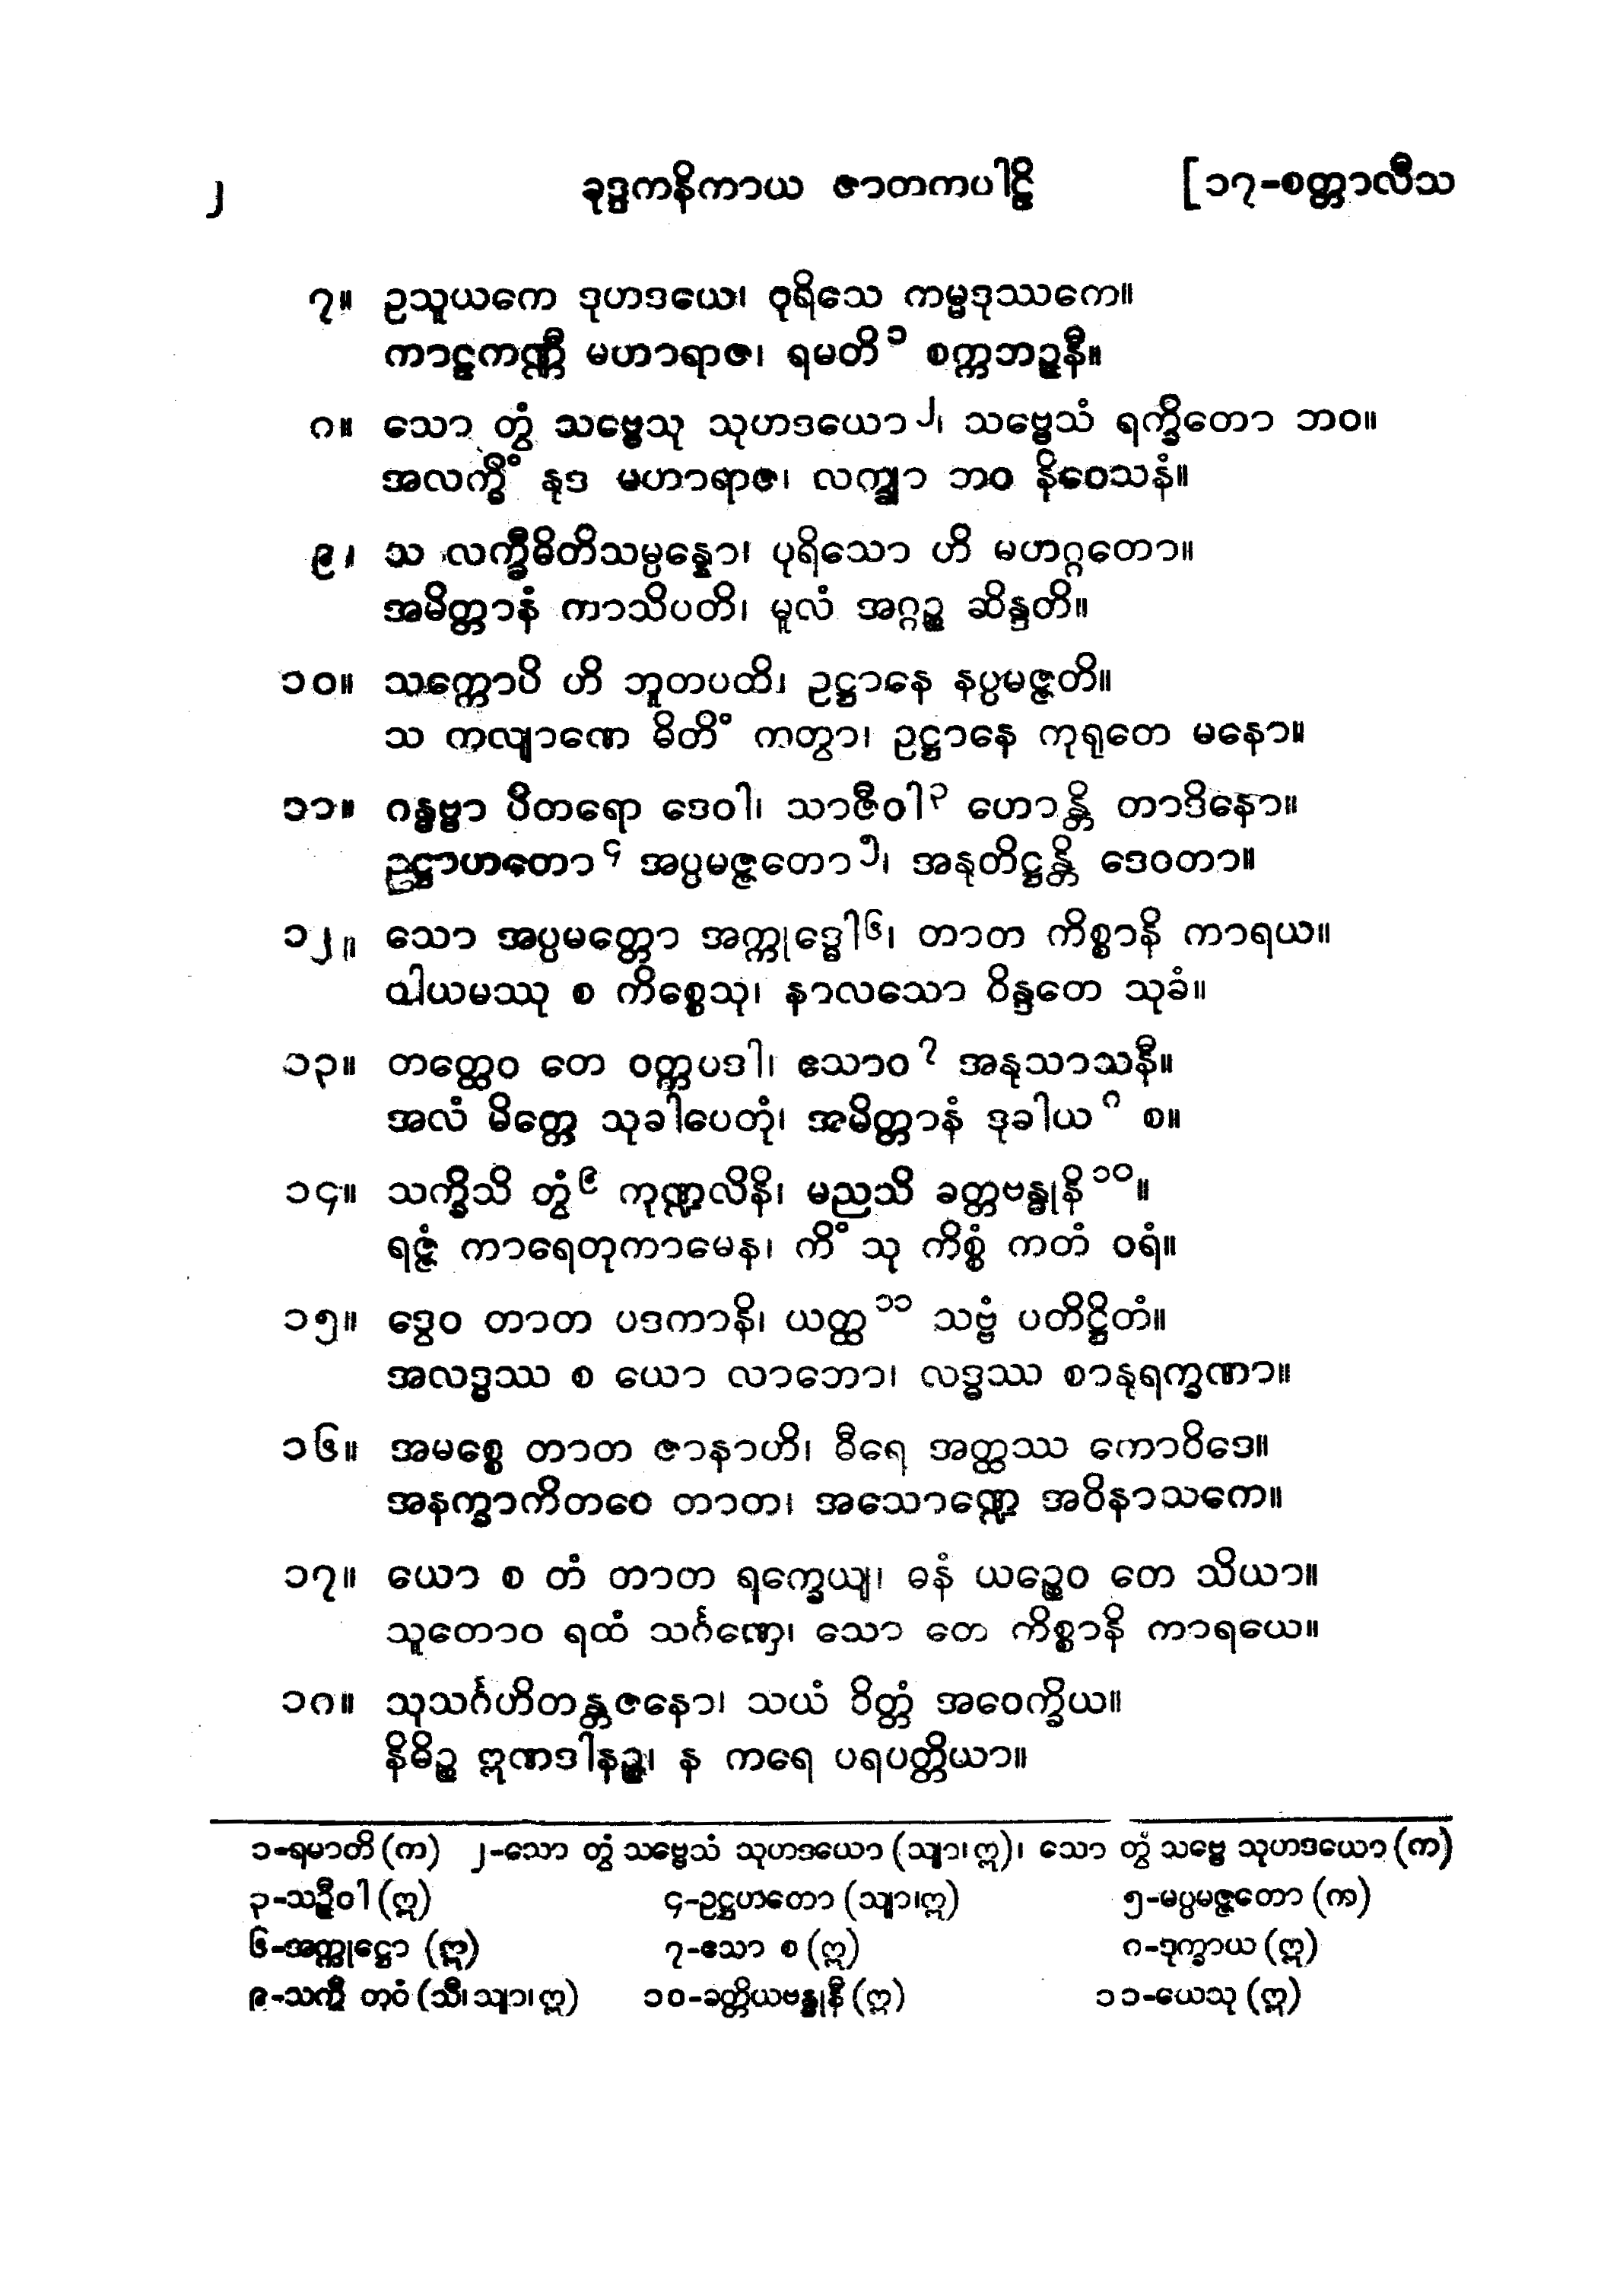 ၂ ခုဒ္ဒကနိကာယ ဇာတကပါဠိ [၁၇-စတ္တာလီသ
၇။ ဥသူယကေ ဒုဟဒယေ၊ ပုရိသေ ကမ္မဒုဿကေ။
ကာဠကဏ္ဏီ မဟာရာဇ၊ ရမတိ ၁ စက္ကဘဉ္ဇနီ။
၈။ သော တွံ သဗ္ဗေသု သုဟဒယော ၂၊ သဗ္ဗေသံ ရက္ခိတော ဘဝ။
အလက္ခိံ နုဒ မဟာရာဇ၊ လက္ချာ ဘဝ နိဝေသနံ။
၉။ သ လက္ခီဓိတိသမ္ပန္နော၊ ပုရိသော ဟိ မဟဂ္ဂတော။
အမိတ္တာနံ ကာသိပတိ၊ မူလံ အဂ္ဂဉ္စ ဆိန္ဒတိ။
၁၀။ သက္ကောပိ ဟိ ဘူတပတိ၊ ဥဋ္ဌာနေ နပ္ပမဇ္ဇတိ။
သ ကလျာဏေ ဓိတိံ ကတွာ၊ ဥဋ္ဌာနေ ကုရုတေ မနော။
၁၁။ ဂန္ဓဗ္ဗာ ပိတရော ဒေဝါ၊ သာဇီဝါ ၃ ဟောန္တိ တာဒိနော။
ဥဋ္ဌာဟတော ၄ အပ္ပမဇ္ဇတော ၅၊ အနုတိဋ္ဌန္တိ ဒေဝတာ။
၁၂။ သော အပ္ပမတ္တော အက္ကုဒ္ဓေါ ၆၊ တာတ ကိစ္စာနိ ကာရယ။
ဝါယမဿု စ ကိစ္စေသု၊ နာလသော ဝိန္ဒတေ သုခံ။
၁၃။ တတ္ထေဝ တေ ဝတ္တပဒါ၊ ဧသာဝ ၇ အနုသာသနီ။
အလံ မိတ္တေ သုခါပေတုံ၊ အမိတ္တာနံ ဒုခါယ ၈ စ။
၁၄။ သက္ခိသိ တွံ ၉ ကုဏ္ဍလိနိ၊ မညသိ ခတ္တဗန္ဓုနိ ၁၀။
ရဇ္ဇံ ကာရေတုကာမေန၊ ကိံ သု ကိစ္စံ ကတံ ဝရံ။
၁၅။ ဒွေဝ တာတ ပဒကာနိ၊ ယတ္ထ ၁၁ သဗ္ဗံ ပတိဋ္ဌိတံ။
အလဒ္ဓဿ စ ယော လာဘော၊ လဒ္ဓဿ စာနုရက္ခဏာ။
၁၆။ အမစ္စေ တာတ ဇာနာဟိ၊ ဓီရေ အတ္ထဿ ကောဝိဒေ။
အနက္ခာကိတဝေ တာတ၊ အသောဏ္ဍေ အဝိနာသကေ။
၁၇။ ယော စ တံ တာတ ရက္ခေယျ၊ ဓနံ ယဉ္စေဝ တေ သိယာ။
သူတောဝ ရထံ သင်္ဂဏှေ၊ သော တေ ကိစ္စာနိ ကာရယေ။
၁၈။ သုသင်္ဂဟိတန္တဇနော၊ သယံ ဝိတ္တံ အဝေက္ခိယ။
နိဓိဉ္စ ဣဏဒါနဉ္စ၊ န ကရေ ပရပတ္တိယာ။
၁-ရမာတိ (က) ၂-သော တွံ သဗ္ဗေသံ သုဟဒယော (သျာ၊ ဣ)၊ သော တွံ သဗ္ဗေ သုဟဒယော (က)
၃-သဉ္ဇီဝါ (ဣ) ၄-ဥဋ္ဌဟတော (သျာ၊ဣ) ၅-မပ္ပမဇ္ဇတော (က)
၆-အက္ကုဋ္ဌော (ဣ) ၇-ဧသာ စ (ဣ) ၈-ဒုက္ခာယ (ဣ)
၉-သက္ခီ တုဝံ (သီ၊ သျာ၊ ဣ) ၁၀-ခတ္တိယဗန္ဓုနီ (ဣ) ၁၁-ယေသု (ဣ)